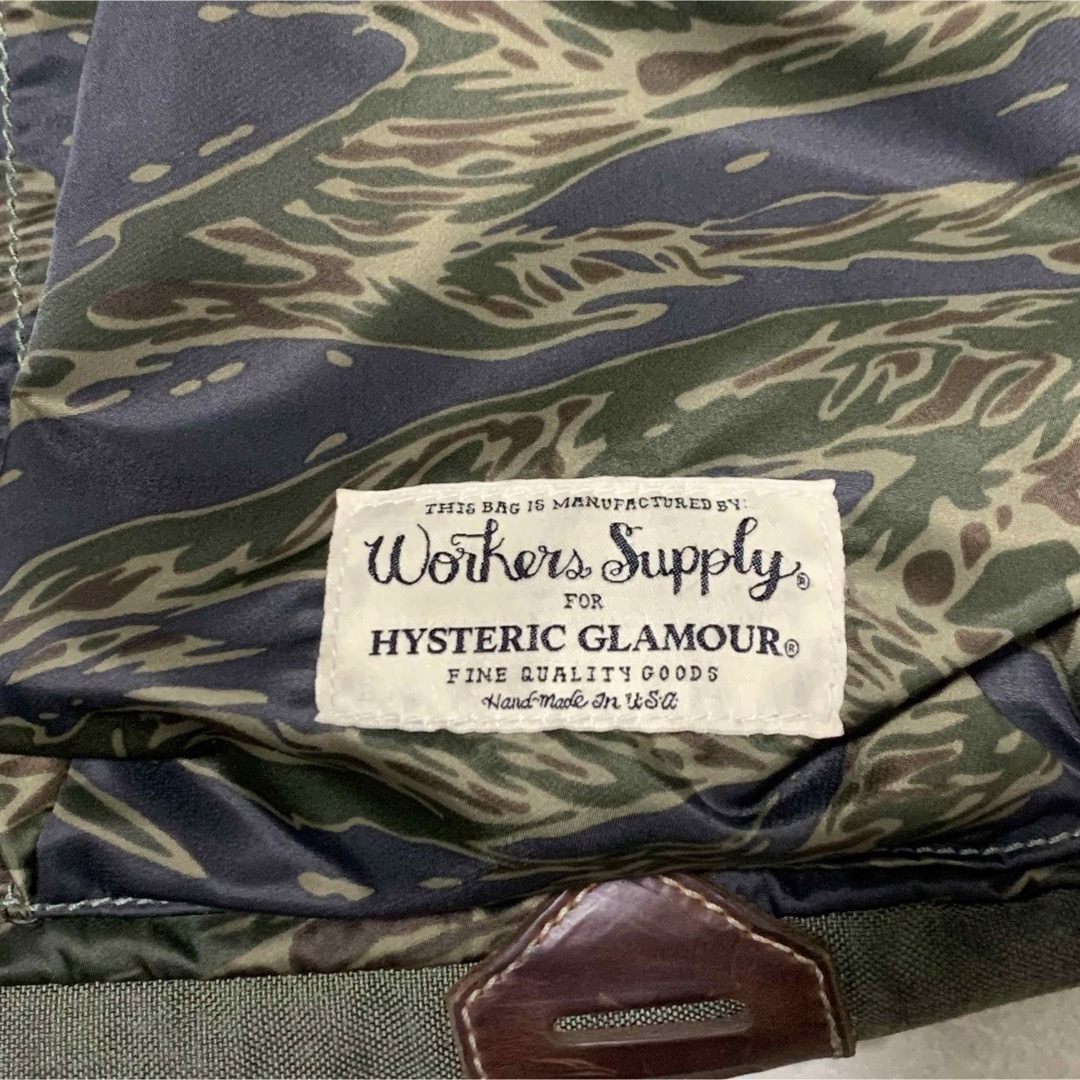 THIS BAG IS MANUFACTURED BY:
Workers Supply®
FOR
HYSTERIC GLAMOUR®
FINE QUALITY GOODS
Hand-Made In U.S.A